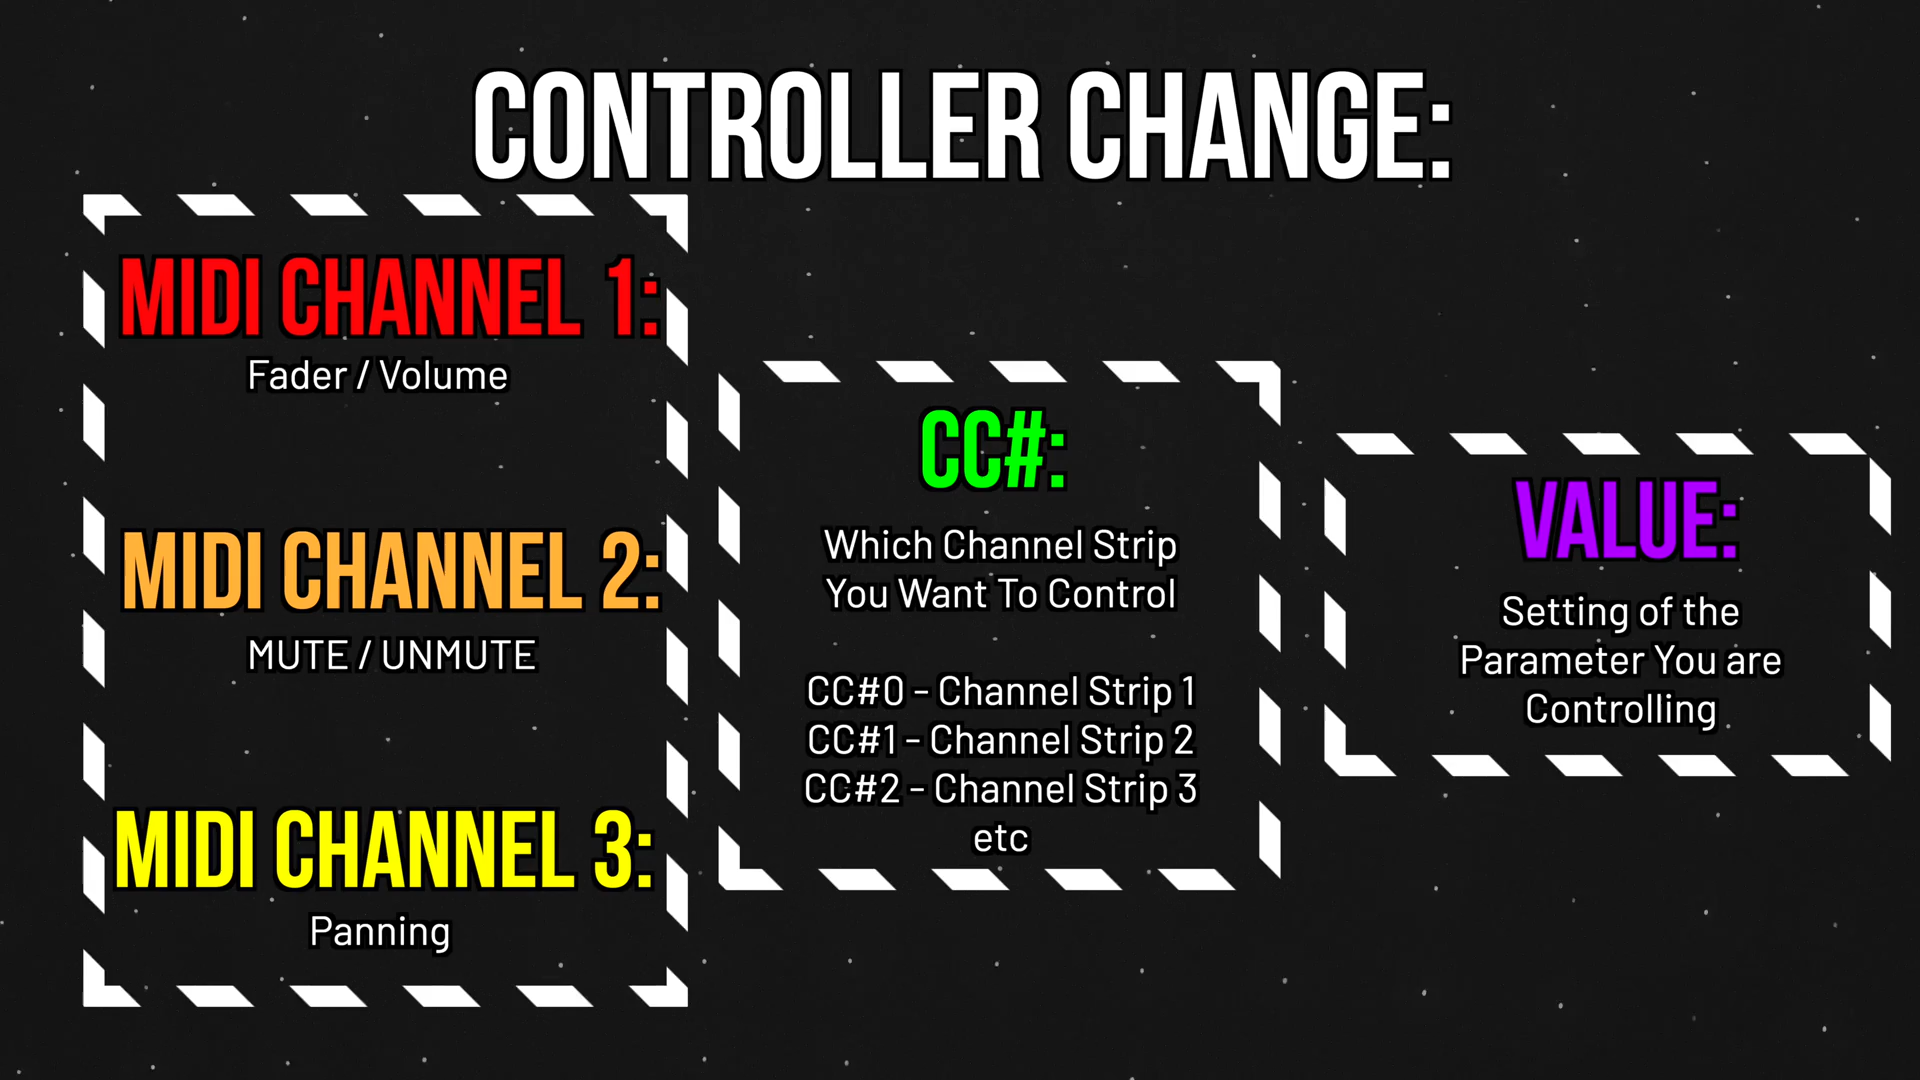 CONTROLLER CHANGE:
MIDI CHANNEL 1:
Fader / Volume
MIDI CHANNEL 2:
MUTE / UNMUTE
MIDI CHANNEL 3:
Panning
CC#:
Which Channel Strip
You Want To Control
CC#0 - Channel Strip 1
CC#1 - Channel Strip 2
CC#2 - Channel Strip 3
etc
VALUE:
Setting of the
Parameter You are
Controlling